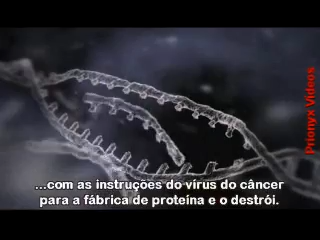 ...com as instruções do vírus do câncer
para a fábrica de proteína e o destrói.
Prionyx Videos